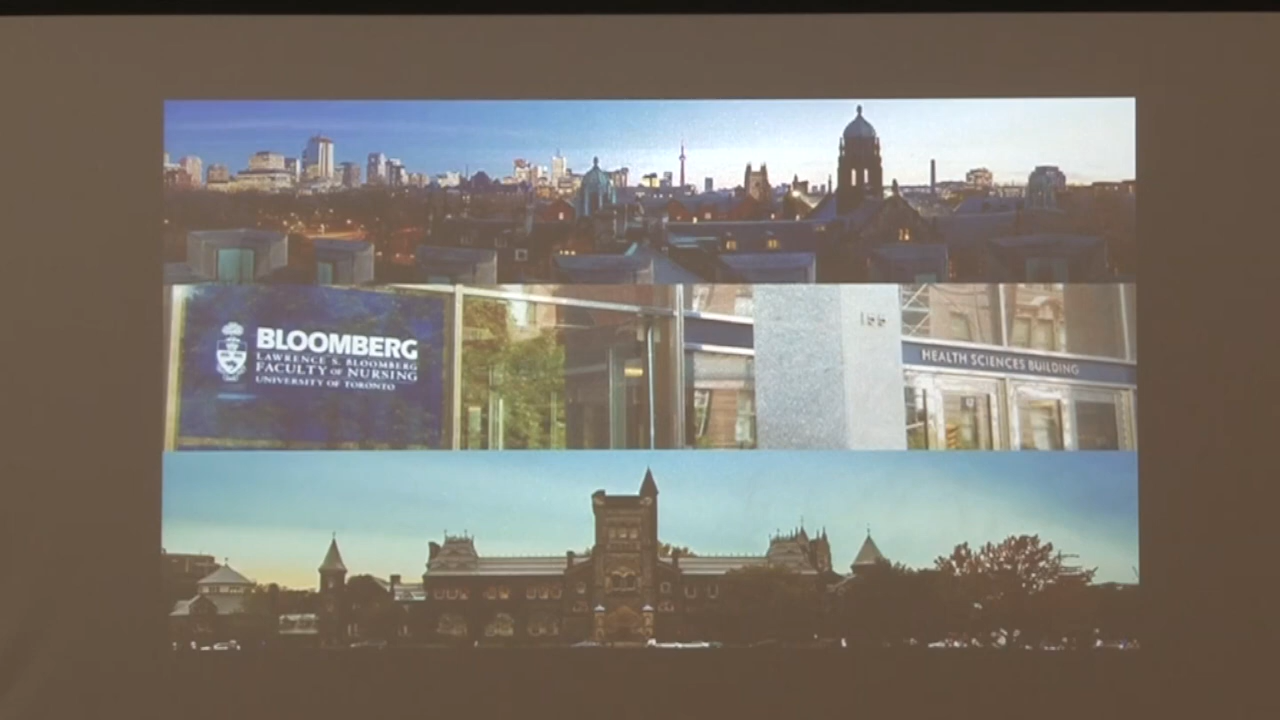 BLOOMBERG
LAWRENCE S. BLOOMBERG
FACULTY OF NURSING
UNIVERSITY OF TORONTO
155
HEALTH SCIENCES BUILDING